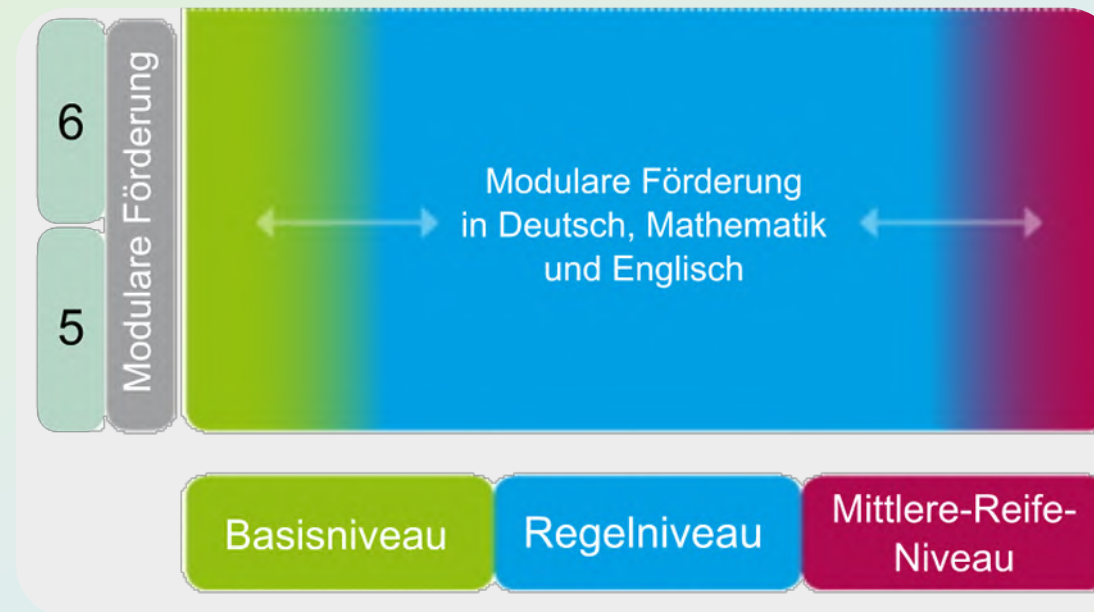 6
5
Modulare Förderung
Modulare Förderung
in Deutsch, Mathematik
und Englisch
Basisniveau
Regelniveau
Mittlere-Reife-
Niveau